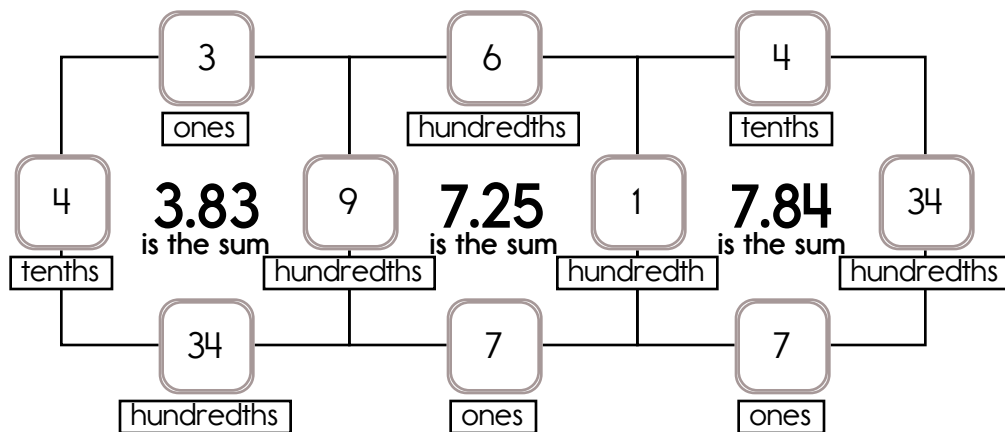 3 6 4
ones hundredths tenths
4 3.83 9 7.25 1 7.84 34
is the sum is the sum is the sum
tenths hundredths hundredth hundredths
34 7 7
hundredths ones ones